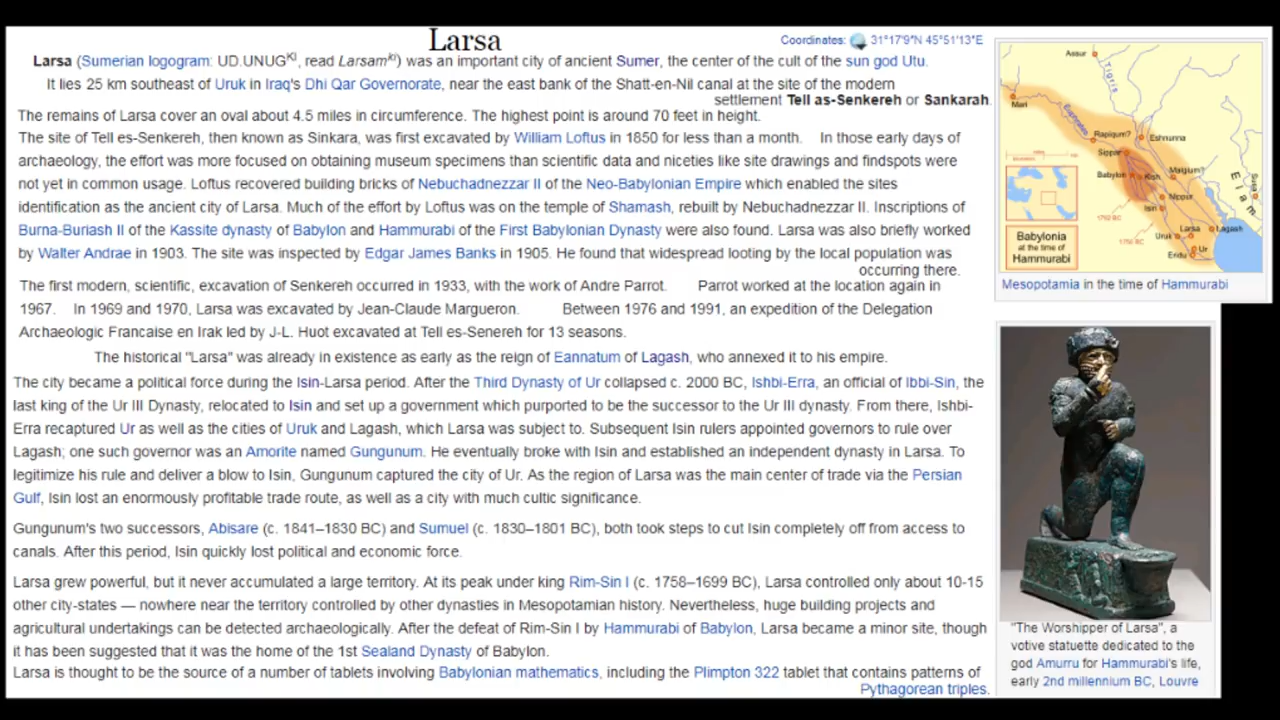 Larsa
Coordinates: 31°17′9″N 45°51′13″E
Larsa (Sumerian logogram: UD.UNUGKI, read Larsamki) was an important city of ancient Sumer, the center of the cult of the sun god Utu.
It lies 25 km southeast of Uruk in Iraq's Dhi Qar Governorate, near the east bank of the Shatt-en-Nil canal at the site of the modern
settlement Tell as-Senkereh or Sankarah.
The remains of Larsa cover an oval about 4.5 miles in circumference. The highest point is around 70 feet in height.
The site of Tell es-Senkereh, then known as Sinkara, was first excavated by William Loftus in 1850 for less than a month. In those early days of
archaeology, the effort was more focused on obtaining museum specimens than scientific data and niceties like site drawings and findspots were
not yet in common usage. Loftus recovered building bricks of Nebuchadnezzar II of the Neo-Babylonian Empire which enabled the sites
identification as the ancient city of Larsa. Much of the effort by Loftus was on the temple of Shamash, rebuilt by Nebuchadnezzar II. Inscriptions of
Burna-Buriash II of the Kassite dynasty of Babylon and Hammurabi of the First Babylonian Dynasty were also found. Larsa was also briefly worked
by Walter Andrae in 1903. The site was inspected by Edgar James Banks in 1905. He found that widespread looting by the local population was
occurring there.
The first modern, scientific, excavation of Senkereh occurred in 1933, with the work of Andre Parrot. Parrot worked at the location again in
1967. In 1969 and 1970, Larsa was excavated by Jean-Claude Margueron. Between 1976 and 1991, an expedition of the Delegation
Archaeologic Francaise en Irak led by J-L. Huot excavated at Tell es-Senereh for 13 seasons.
The historical "Larsa" was already in existence as early as the reign of Eannatum of Lagash, who annexed it to his empire.
The city became a political force during the Isin-Larsa period. After the Third Dynasty of Ur collapsed c. 2000 BC, Ishbi-Erra, an official of Ibbi-Sin, the
last king of the Ur III Dynasty, relocated to Isin and set up a government which purported to be the successor to the Ur III dynasty. From there, Ishbi-
Erra recaptured Ur as well as the cities of Uruk and Lagash, which Larsa was subject to. Subsequent Isin rulers appointed governors to rule over
Lagash; one such governor was an Amorite named Gungunum. He eventually broke with Isin and established an independent dynasty in Larsa. To
legitimize his rule and deliver a blow to Isin, Gungunum captured the city of Ur. As the region of Larsa was the main center of trade via the Persian
Gulf, Isin lost an enormously profitable trade route, as well as a city with much cultic significance.
Gungunum's two successors, Abisare (c. 1841–1830 BC) and Sumuel (c. 1830–1801 BC), both took steps to cut Isin completely off from access to
canals. After this period, Isin quickly lost political and economic force.
Larsa grew powerful, but it never accumulated a large territory. At its peak under king Rim-Sin I (c. 1758–1699 BC), Larsa controlled only about 10-15
other city-states — nowhere near the territory controlled by other dynasties in Mesopotamian history. Nevertheless, huge building projects and
agricultural undertakings can be detected archaeologically. After the defeat of Rim-Sin I by Hammurabi of Babylon, Larsa became a minor site, though
it has been suggested that it was the home of the 1st Sealand Dynasty of Babylon.
Larsa is thought to be the source of a number of tablets involving Babylonian mathematics, including the Plimpton 322 tablet that contains patterns of
Pythagorean triples.
Assur
Tigris
Mari
Euphrates
Rapiqum?
Eshnunna
Sippar
Babylon
Kish
Malgium?
Elam
Susa
Nippur
Isin
1792 BC
Larsa
Lagash
Uruk
1750 BC
Ur
Eridu
Babylonia
at the time of
Hammurabi
Mesopotamia in the time of Hammurabi
"The Worshipper of Larsa", a
votive statuette dedicated to the
god Amurru for Hammurabi's life,
early 2nd millennium BC, Louvre